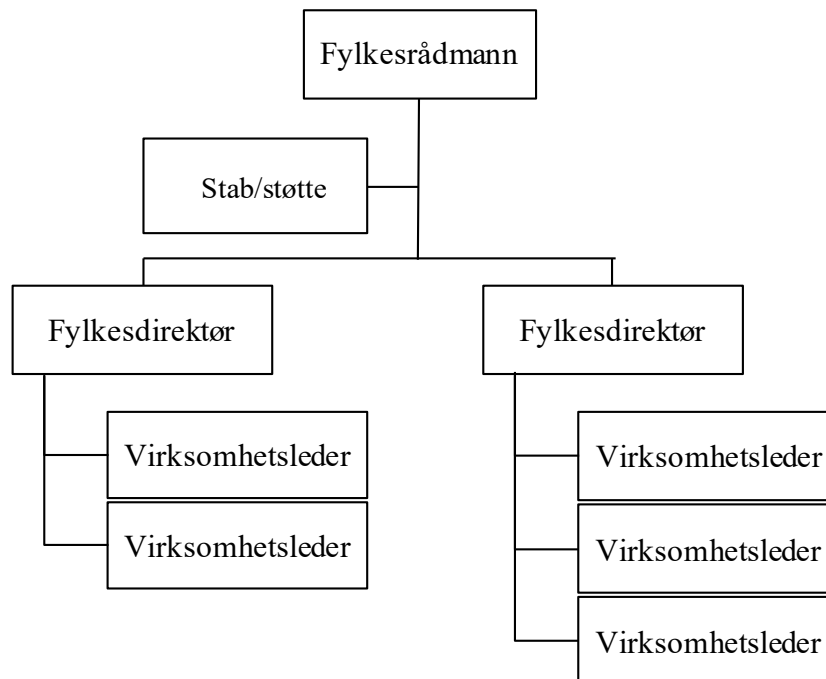 Fylkesrådmann
Stab/støtte
Fylkesdirektør
Fylkesdirektør
Virksomhetsleder
Virksomhetsleder
Virksomhetsleder
Virksomhetsleder
Virksomhetsleder